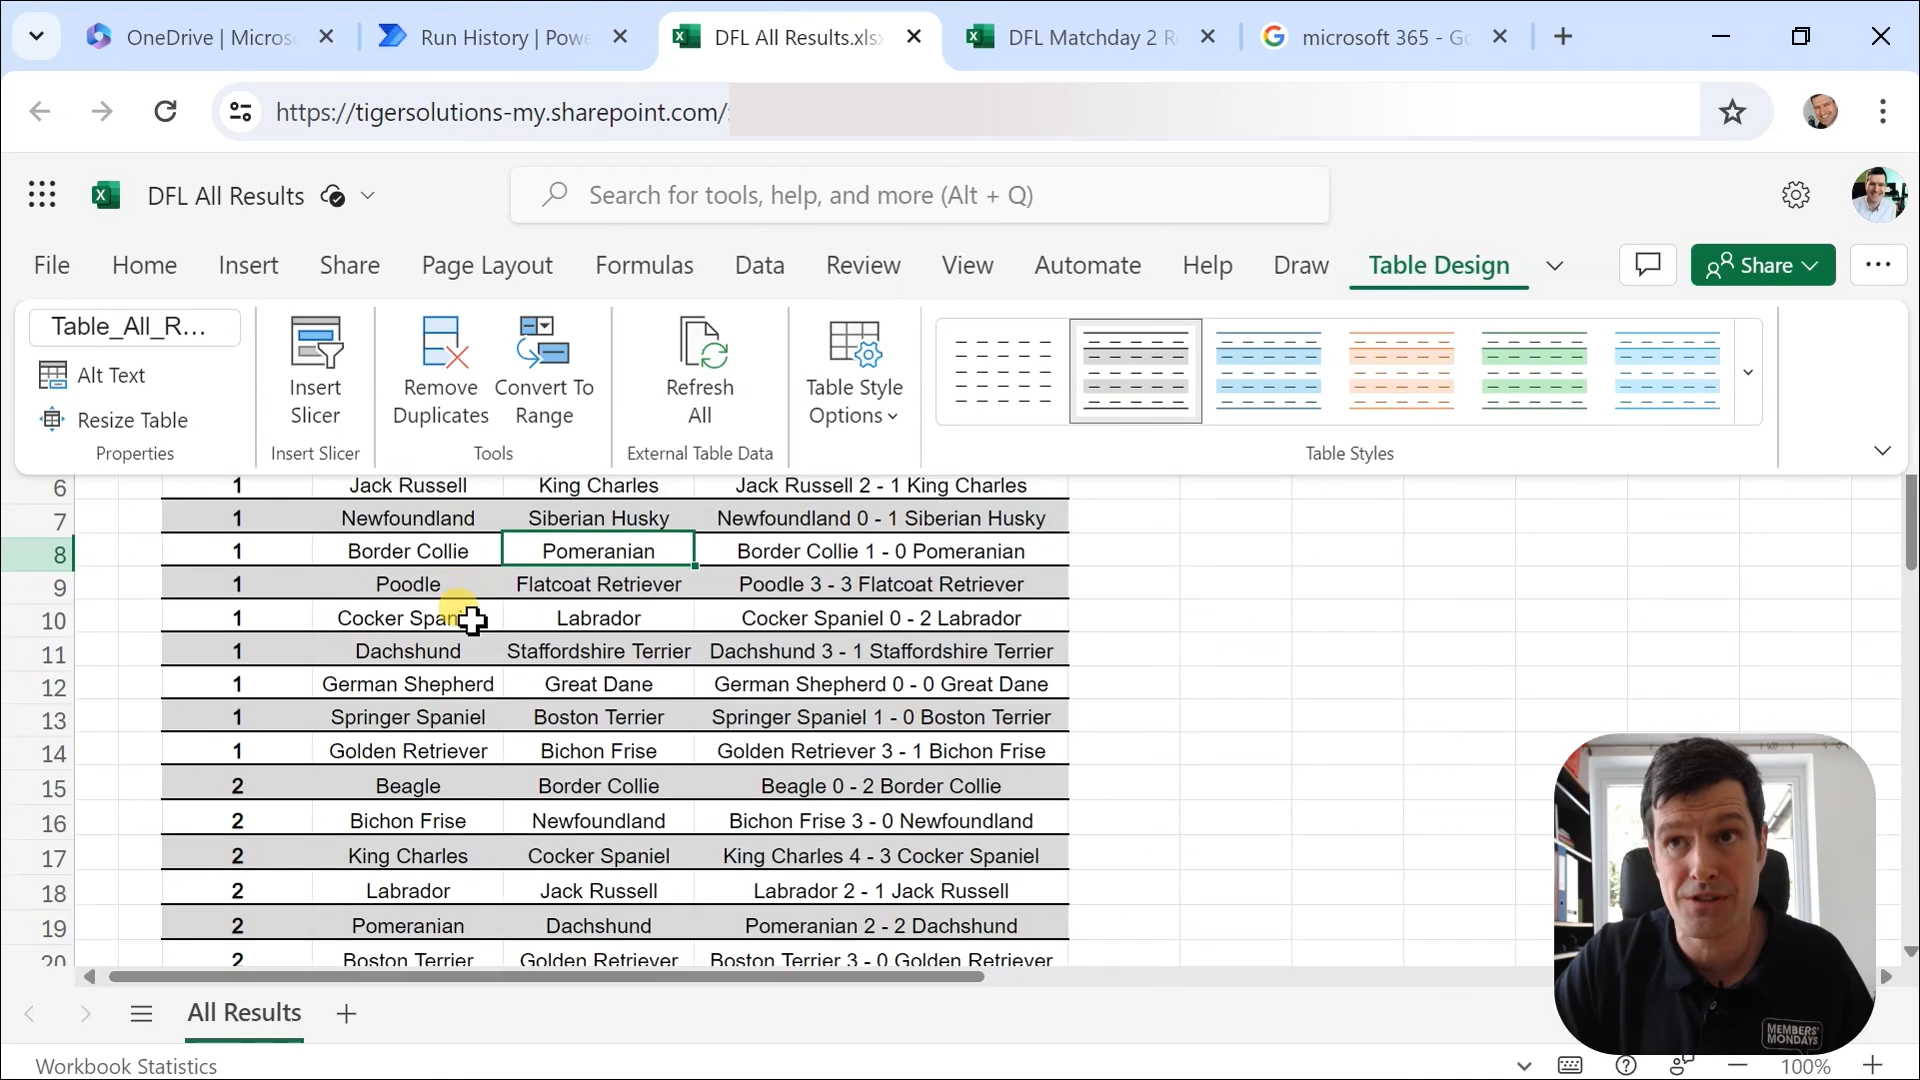 OneDrive | Micros
Run History | Powe
DFL All Results.xlsx
DFL Matchday 2 R
microsoft 365 - Go
https://tigersolutions-my.sharepoint.com/
DFL All Results
Search for tools, help, and more (Alt + Q)
File Home Insert Share Page Layout Formulas Data Review View Automate Help Draw Table Design Share
Table_All_R...
Alt Text
Resize Table
Properties
Insert
Slicer
Insert Slicer
Remove
Duplicates
Convert To
Range
Tools
Refresh
All
External Table Data
Table Style
Options
Table Styles
6 1 Jack Russell King Charles Jack Russell 2 - 1 King Charles
7 1 Newfoundland Siberian Husky Newfoundland 0 - 1 Siberian Husky
8 1 Border Collie Pomeranian Border Collie 1 - 0 Pomeranian
9 1 Poodle Flatcoat Retriever Poodle 3 - 3 Flatcoat Retriever
10 1 Cocker Spani Labrador Cocker Spaniel 0 - 2 Labrador
11 1 Dachshund Staffordshire Terrier Dachshund 3 - 1 Staffordshire Terrier
12 1 German Shepherd Great Dane German Shepherd 0 - 0 Great Dane
13 1 Springer Spaniel Boston Terrier Springer Spaniel 1 - 0 Boston Terrier
14 1 Golden Retriever Bichon Frise Golden Retriever 3 - 1 Bichon Frise
15 2 Beagle Border Collie Beagle 0 - 2 Border Collie
16 2 Bichon Frise Newfoundland Bichon Frise 3 - 0 Newfoundland
17 2 King Charles Cocker Spaniel King Charles 4 - 3 Cocker Spaniel
18 2 Labrador Jack Russell Labrador 2 - 1 Jack Russell
19 2 Pomeranian Dachshund Pomeranian 2 - 2 Dachshund
20 2 Boston Terrier Golden Retriever Boston Terrier 3 - 0 Golden Retriever
All Results
MEMBERS'
MONDAYS
Workbook Statistics
100%